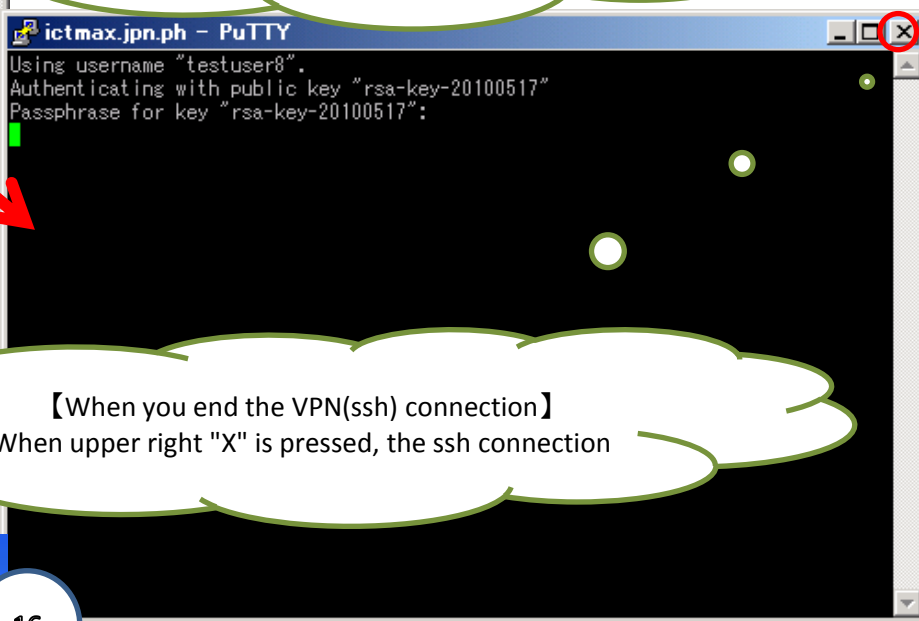 ictmax.jpn.ph - PuTTY
Using username "testuser8".
Authenticating with public key "rsa-key-20100517"
Passphrase for key "rsa-key-20100517":
【When you end the VPN(ssh) connection】
When upper right "X" is pressed, the ssh connection